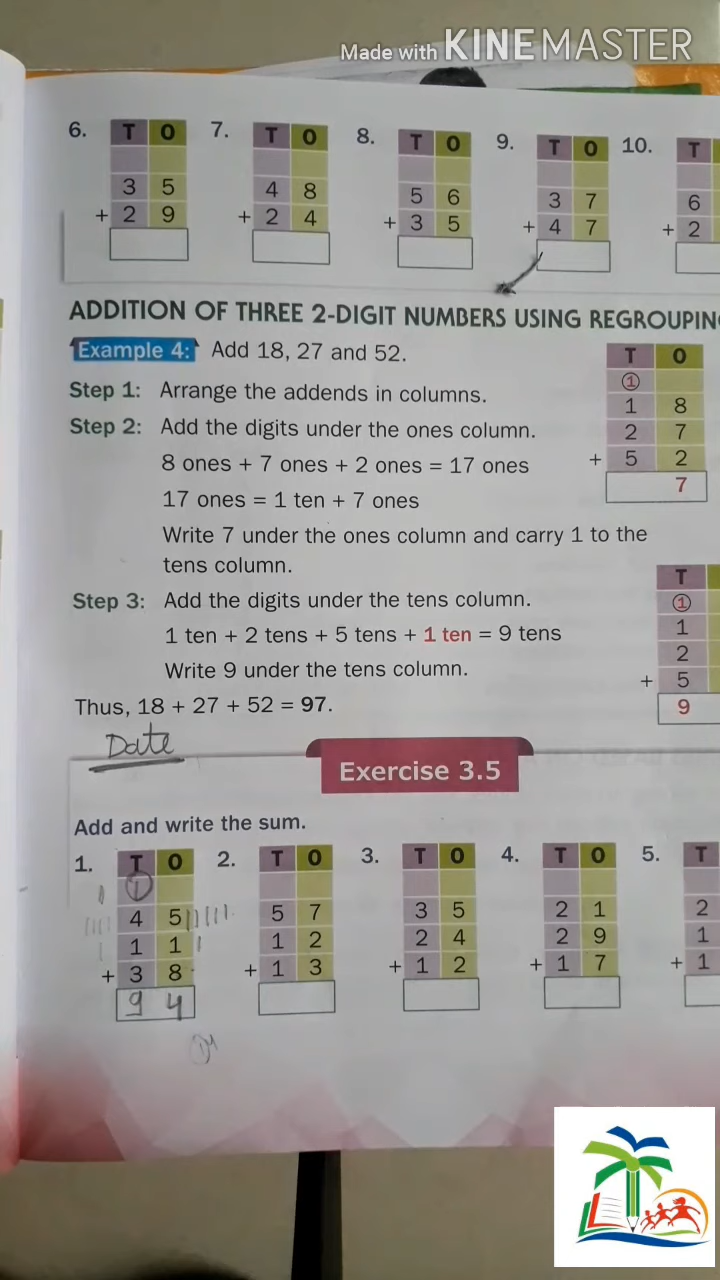 Made with KINEMASTER
6. T O 7. T O 8. T O 9. T O 10. T
3 5 4 8 5 6 3 7 6
+ 2 9 + 2 4 + 3 5 + 4 7 + 2
ADDITION OF THREE 2-DIGIT NUMBERS USING REGROUPING
Example 4: Add 18, 27 and 52.
Step 1: Arrange the addends in columns.
Step 2: Add the digits under the ones column.
8 ones + 7 ones + 2 ones = 17 ones
17 ones = 1 ten + 7 ones
Write 7 under the ones column and carry 1 to the
tens column.
T O
1
1 8
2 7
+ 5 2
7
Step 3: Add the digits under the tens column.
1 ten + 2 tens + 5 tens + 1 ten = 9 tens
Write 9 under the tens column.
Thus, 18 + 27 + 52 = 97.
T
1
1
2
+ 5
9
Date
Exercise 3.5
Add and write the sum.
1. T O 2. T O 3. T O 4. T O 5. T
1
4 5 5 7 3 5 2 1 2
1 1 1 2 2 4 2 9 1
+ 3 8 + 1 3 + 1 2 + 1 7 + 1
9 4